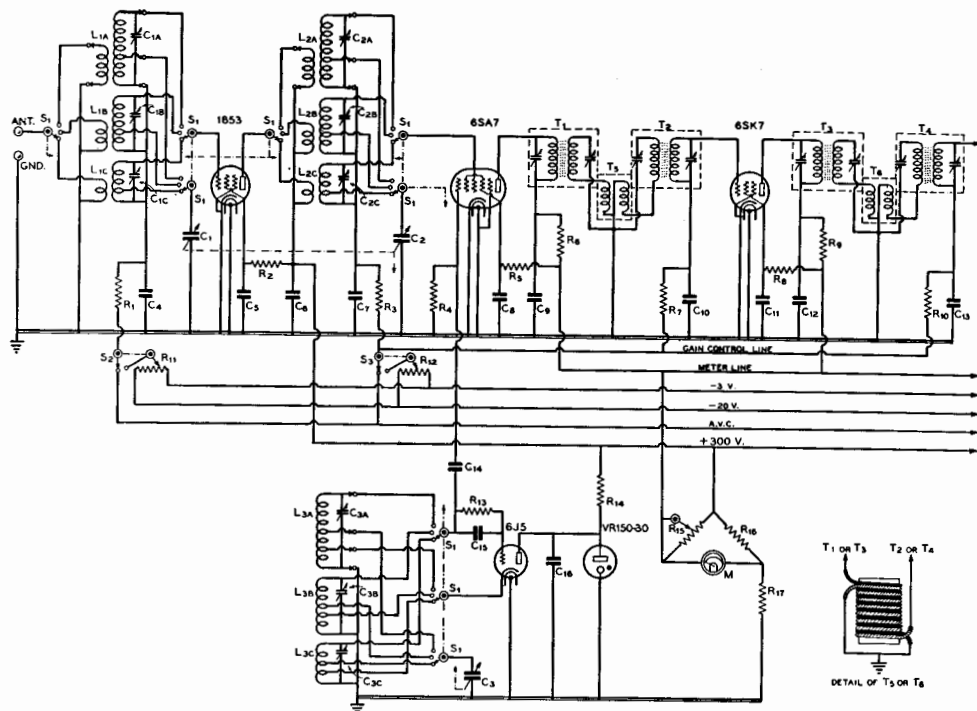 L1A
C1A
L2A
C2A
ANT.
S1
L1B
C1B
S1
1853
L2B
C2B
S1
6SA7
T1
T2
6SK7
T3
T4
GND.
L1C
C1C
S1
L2C
C2C
T5
T6
C1
C2
R2
R5
R6
R8
R9
R1
C4
C5
C6
C7
R3
R4
C8
C9
R7
C10
C11
C12
R10
C13
S2
R11
S3
R12
GAIN CONTROL LINE
METER LINE
-3 V.
-20 V.
A.V.C.
+300 V.
C14
L3A
C3A
R13
C15
6J5
R14
VR150-30
R15
R16
S1
C16
M
T1 OR T3
T2 OR T4
L3B
C3B
S1
R17
L3C
C3C
S1
C3
DETAIL OF T5 OR T6